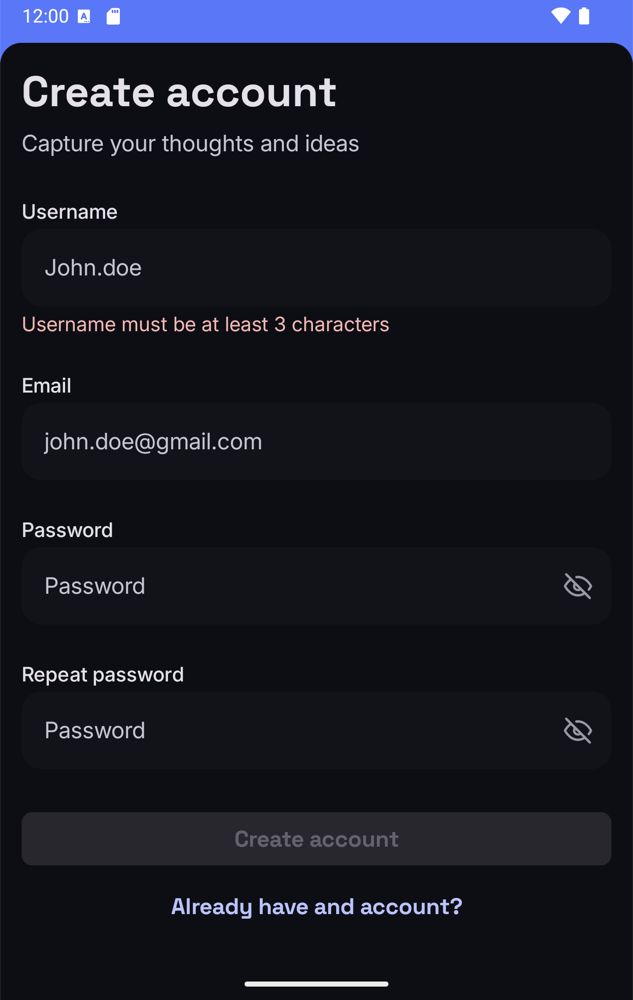 12:00 A
Create account
Capture your thoughts and ideas
Username
John.doe
Username must be at least 3 characters
Email
john.doe@gmail.com
Password
Password
Repeat password
Password
Create account
Already have and account?